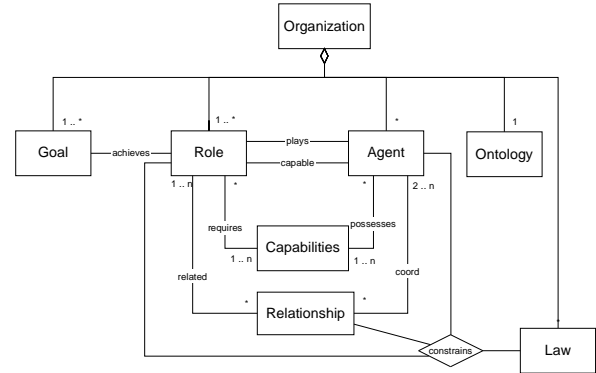 Organization
1 .. *
1 .. *
*
1
Goal
achieves
Role
plays
capable
Agent
Ontology
1 .. n
*
*
2 .. n
requires
possesses
Capabilities
1 .. n
1 .. n
related
coord
*
*
Relationship
*
constrains
Law